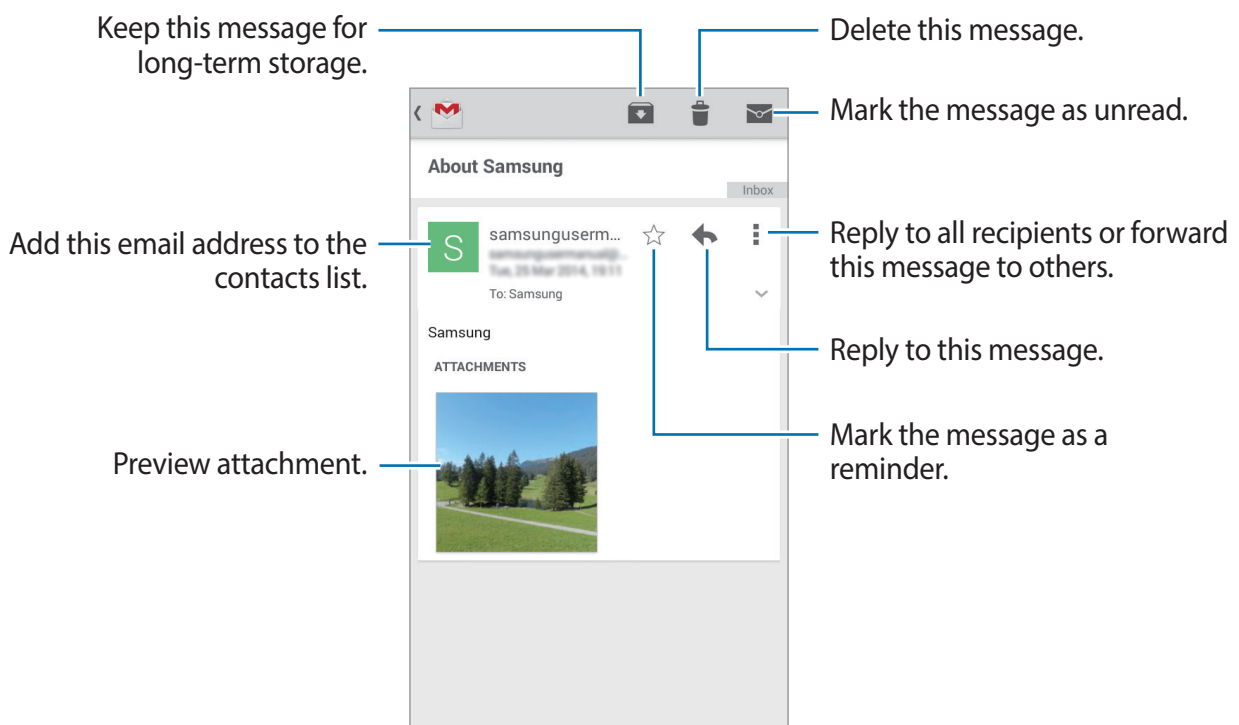 Keep this message for
long-term storage.
Delete this message.
Mark the message as unread.
About Samsung
Inbox
Add this email address to the
contacts list.
S
samsunguserm...
To: Samsung
Reply to all recipients or forward
this message to others.
Samsung
Reply to this message.
ATTACHMENTS
Mark the message as a
reminder.
Preview attachment.